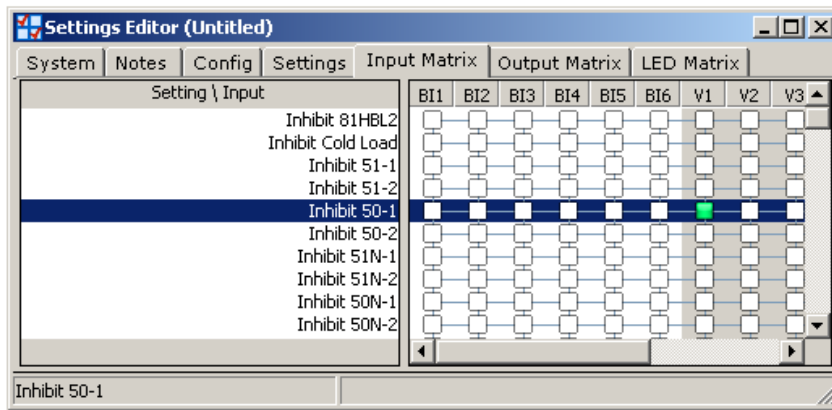 Settings Editor (Untitled)
System Notes Config Settings Input Matrix Output Matrix LED Matrix
Setting \ Input BI1 BI2 BI3 BI4 BI5 BI6 V1 V2 V3
Inhibit 81HBL2
Inhibit Cold Load
Inhibit 51-1
Inhibit 51-2
Inhibit 50-1
Inhibit 50-2
Inhibit 51N-1
Inhibit 51N-2
Inhibit 50N-1
Inhibit 50N-2
Inhibit 50-1